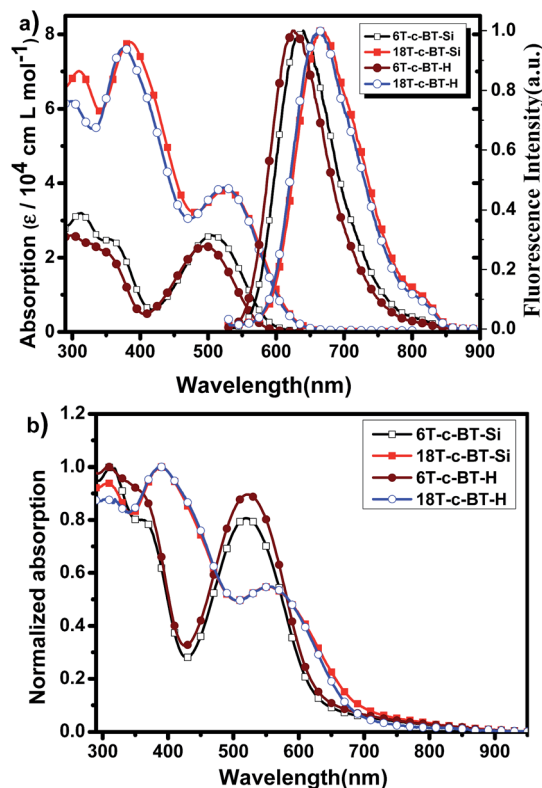 a)
8
6
4
2
0
Absorption (ε / 10⁴ cm L mol⁻¹)
6T-c-BT-Si
18T-c-BT-Si
6T-c-BT-H
18T-c-BT-H
1.0
0.8
0.6
0.4
0.2
0.0
Fluorescence Intensity(a.u.)
300 400 500 600 700 800 900
Wavelength(nm)
b)
1.2
1.0
0.8
0.6
0.4
0.2
0.0
Normalized absorption
6T-c-BT-Si
18T-c-BT-Si
6T-c-BT-H
18T-c-BT-H
300 400 500 600 700 800 900
Wavelength(nm)